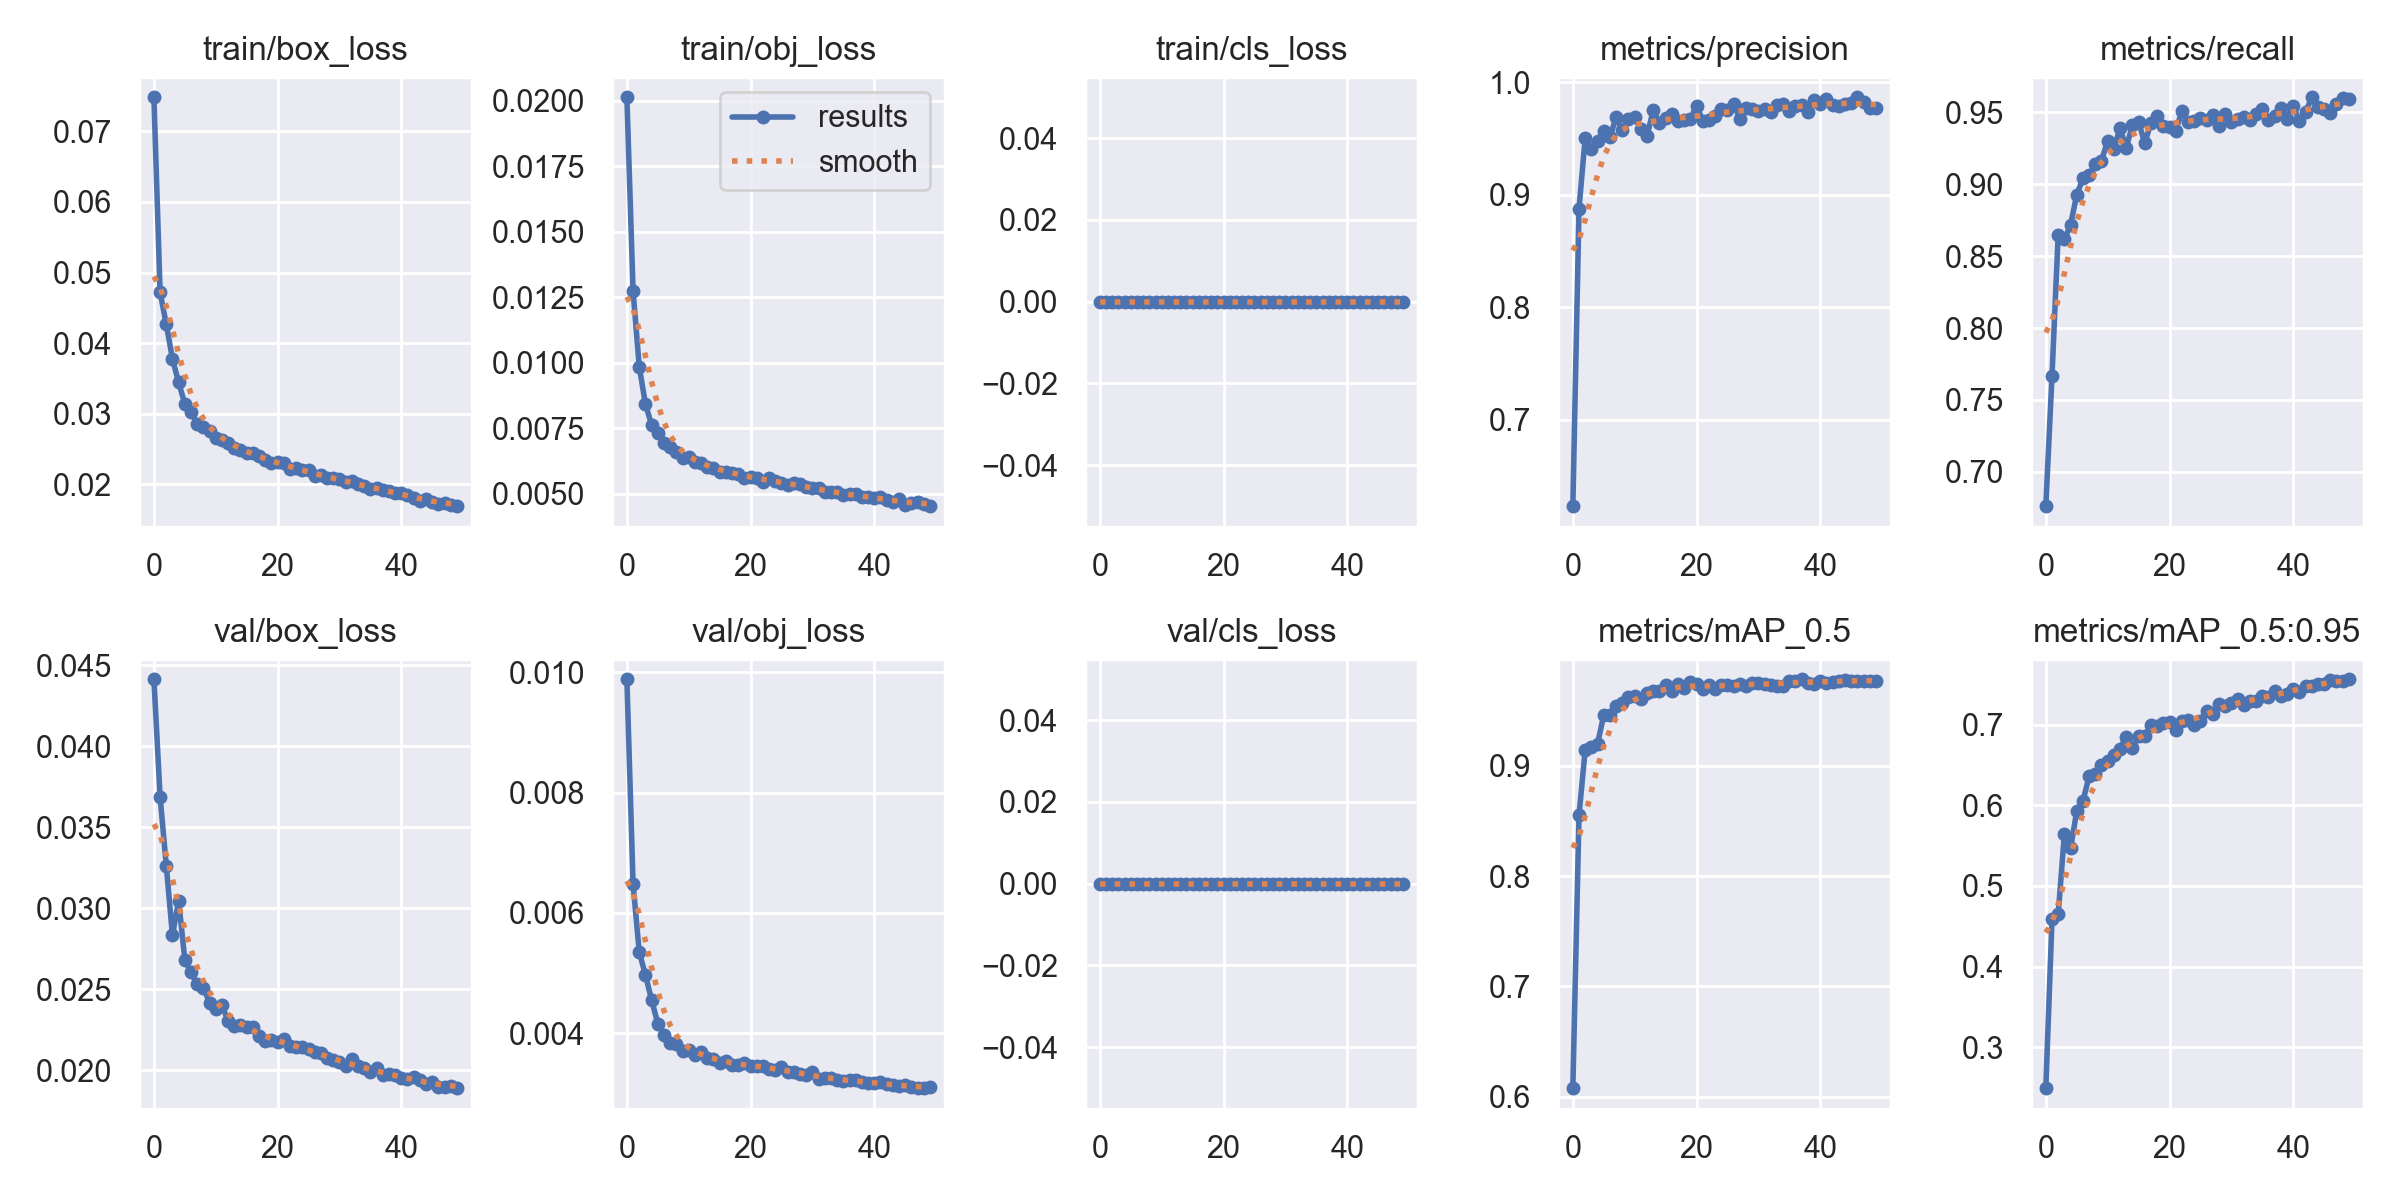 train/box_loss
train/obj_loss
train/cls_loss
metrics/precision
metrics/recall
0.07
0.06
0.05
0.04
0.03
0.02
0 20 40
0.0200
0.0175
0.0150
0.0125
0.0100
0.0075
0.0050
results
smooth
0 20 40
0.04
0.02
0.00
−0.02
−0.04
0 20 40
1.0
0.9
0.8
0.7
0 20 40
0.95
0.90
0.85
0.80
0.75
0.70
0 20 40
val/box_loss
val/obj_loss
val/cls_loss
metrics/mAP_0.5
metrics/mAP_0.5:0.95
0.045
0.040
0.035
0.030
0.025
0.020
0 20 40
0.010
0.008
0.006
0.004
0 20 40
0.04
0.02
0.00
−0.02
−0.04
0 20 40
0.9
0.8
0.7
0.6
0 20 40
0.7
0.6
0.5
0.4
0.3
0 20 40